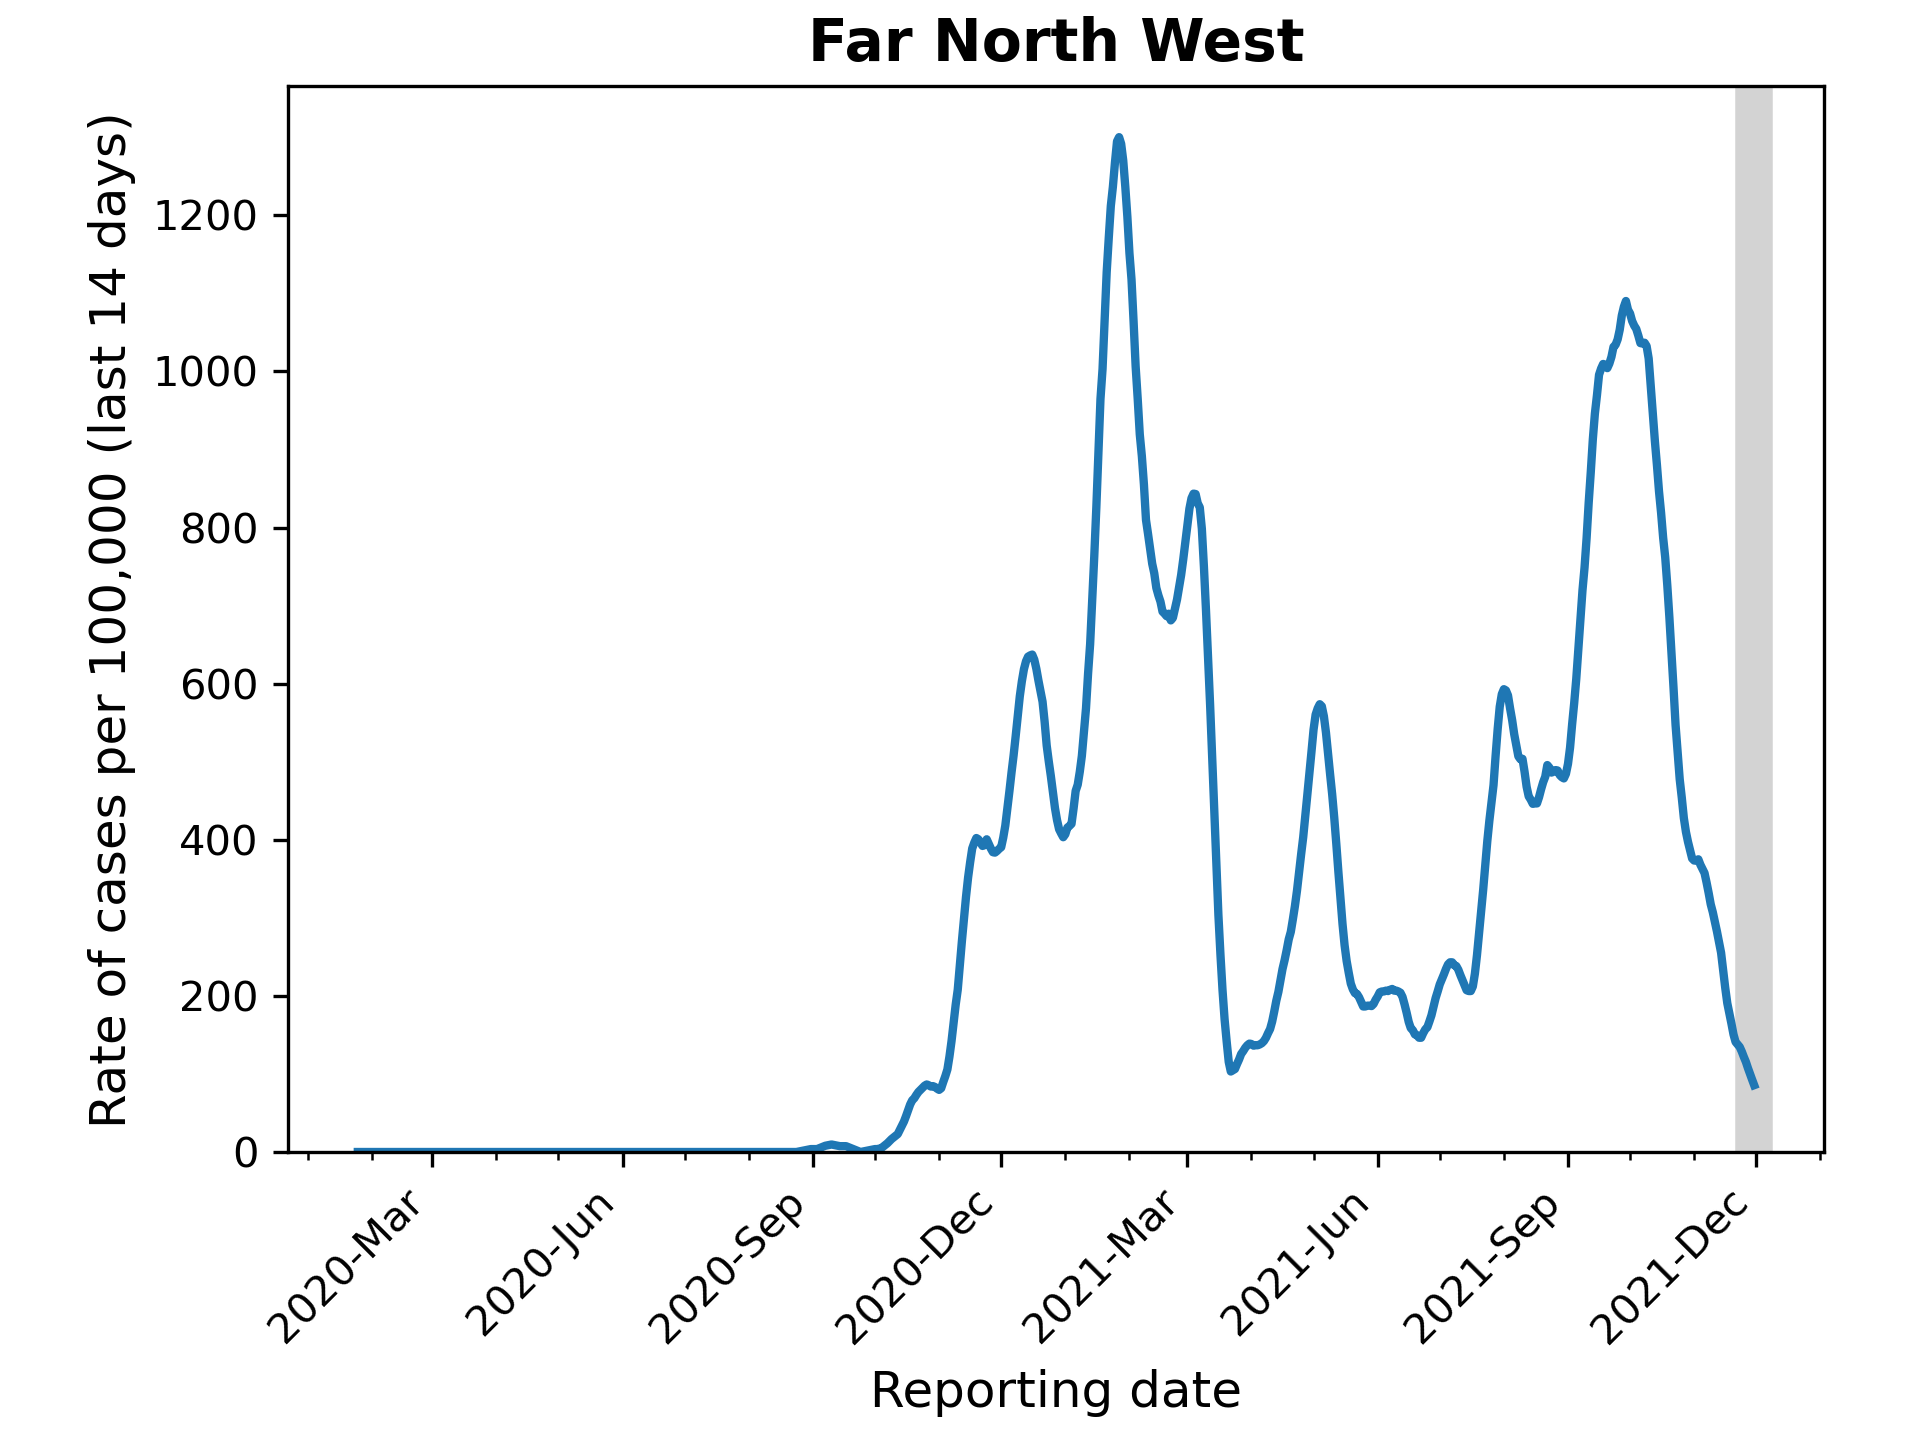 Far North West
Rate of cases per 100,000 (last 14 days)
1200
1000
800
600
400
200
0
2020-Mar
2020-Jun
2020-Sep
2020-Dec
2021-Mar
2021-Jun
2021-Sep
2021-Dec
Reporting date